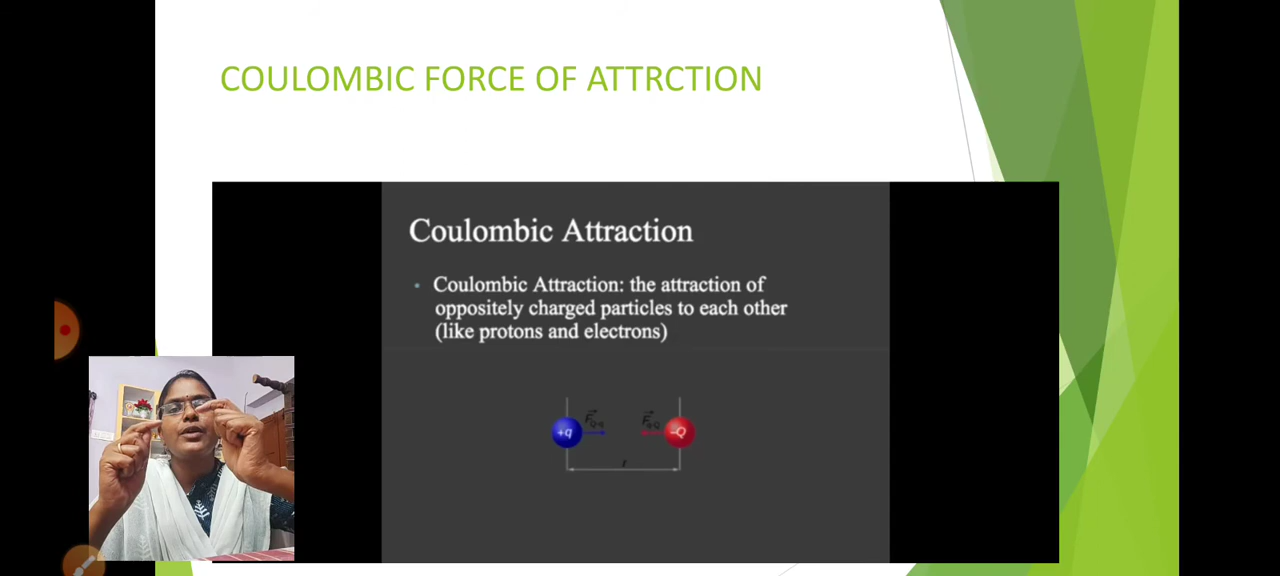 COULOMBIC FORCE OF ATTRCTION
Coulombic Attraction
• Coulombic Attraction: the attraction of
oppositely charged particles to each other
(like protons and electrons)
+q
-Q
r